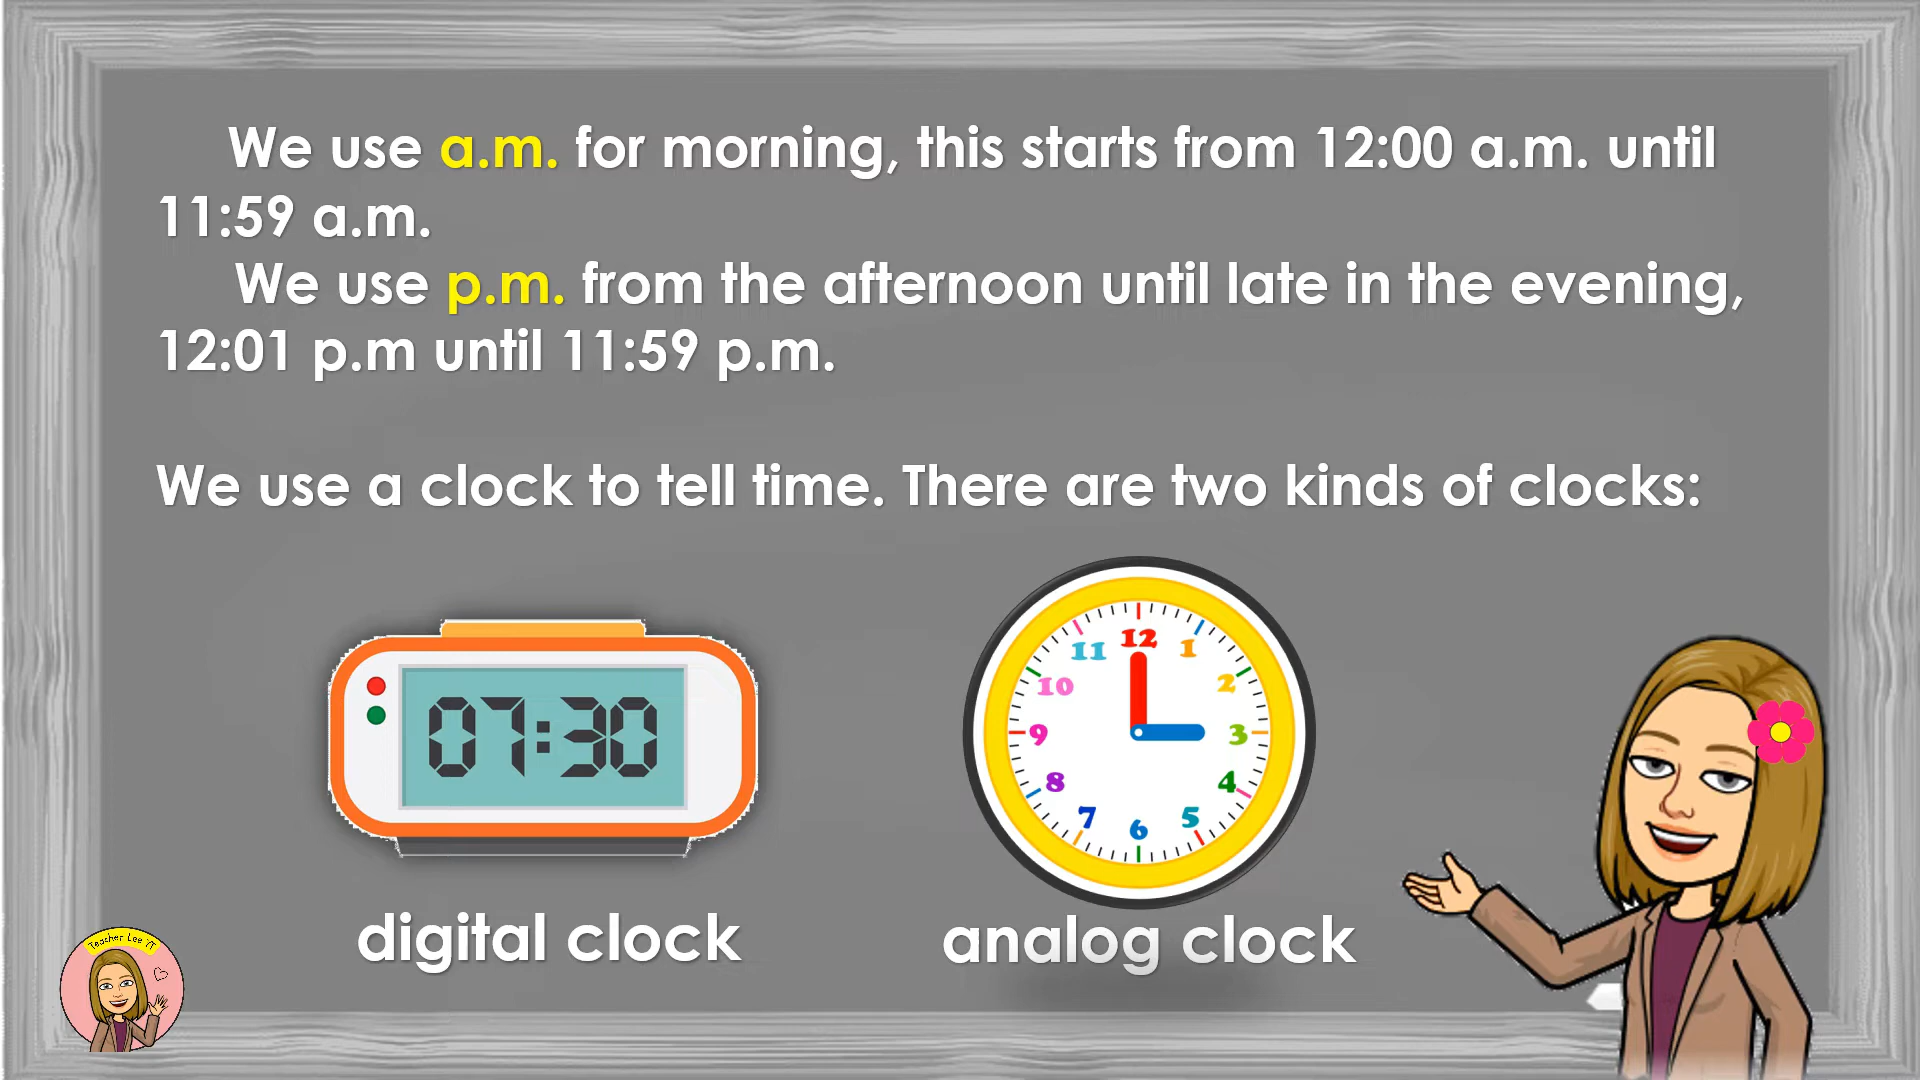 We use a.m. for morning, this starts from 12:00 a.m. until
11:59 a.m.
We use p.m. from the afternoon until late in the evening,
12:01 p.m until 11:59 p.m.
We use a clock to tell time. There are two kinds of clocks:
07:30
12
11 1
10 2
9 3
8 4
7 5
6
digital clock analog clock
Teacher Lee YT